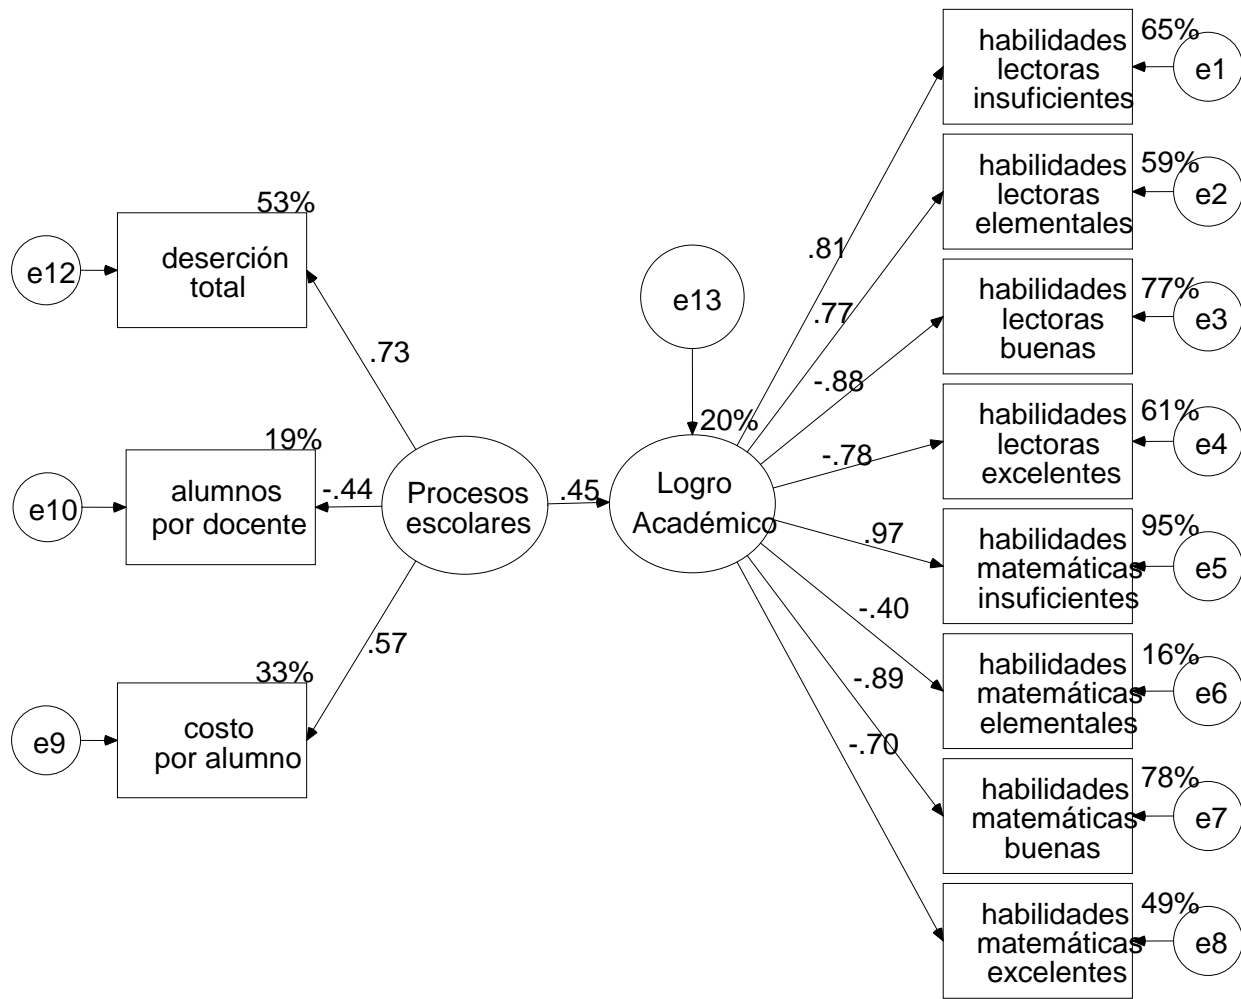 habilidades
lectoras
insuficientes
65%
e1
habilidades
lectoras
elementales
59%
e2
habilidades
lectoras
buenas
77%
e3
habilidades
lectoras
excelentes
61%
e4
habilidades
matemáticas
insuficientes
95%
e5
habilidades
matemáticas
elementales
16%
e6
habilidades
matemáticas
buenas
78%
e7
habilidades
matemáticas
excelentes
49%
e8
.81
.77
-.88
-.78
.97
-.40
-.89
-.70
e13
20%
Logro
Académico
.45
Procesos
escolares
.73
-.44
.57
53%
deserción
total
e12
19%
alumnos
por docente
e10
33%
costo
por alumno
e9